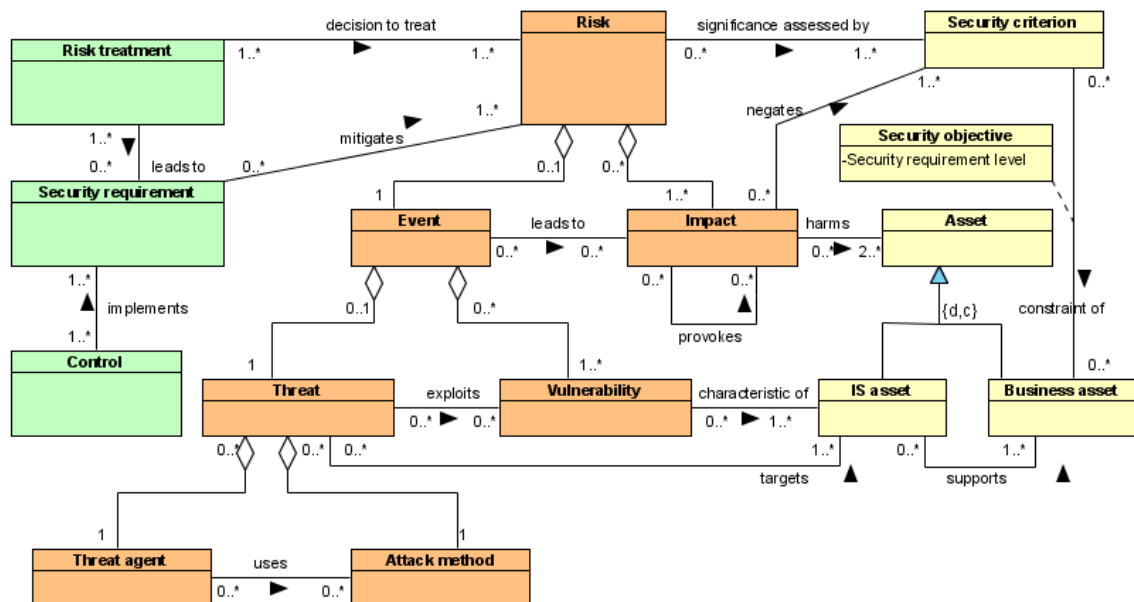 decision to treat
Risk
significance assessed by
Security criterion
Risk treatment
1..*
1..*
0..*
1..*
1..*
0..*
1..*
negates
1..*
mitigates
Security objective
-Security requirement level
0..*
leads to
0..*
0..1
0..*
Security requirement
1
1..*
0..*
Event
leads to
Impact
harms
Asset
0..*
0..*
0..*
2..*
1..*
0..*
0..*
implements
0..1
0..*
{d,c}
constraint of
1..*
provokes
Control
1
1..*
0..*
Threat
exploits
Vulnerability
characteristic of
IS asset
Business asset
0..*
0..*
0..*
1..*
0..*
0..*
0..*
1..*
0..*
1..*
targets
supports
1
1
Threat agent
uses
Attack method
0..*
0..*